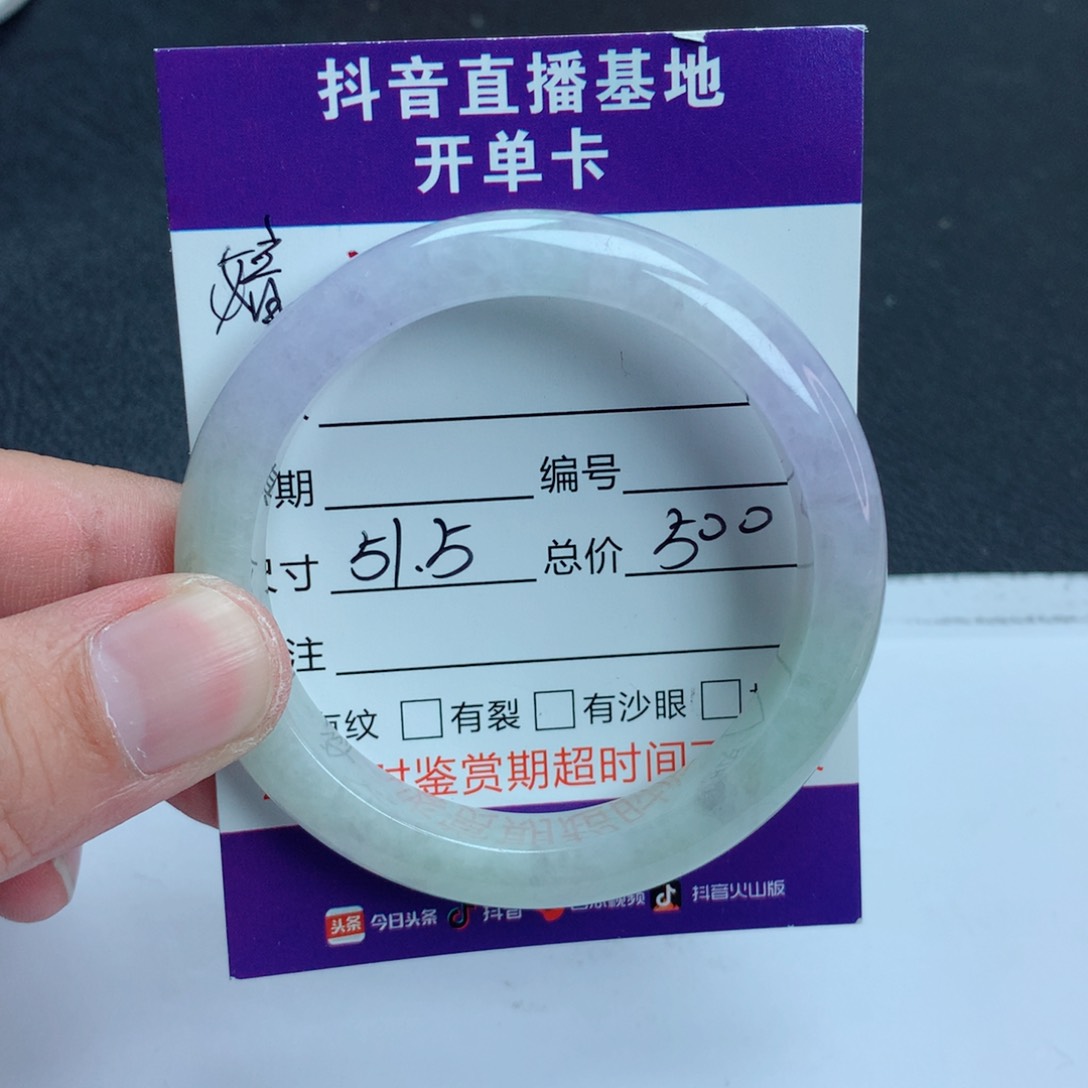 抖音直播基地
开单卡
期 编号
寸 51.5 总价 500
注
纹 有裂 有沙眼
时鉴赏期超时间
头条 今日头条 抖音 抖音火山版